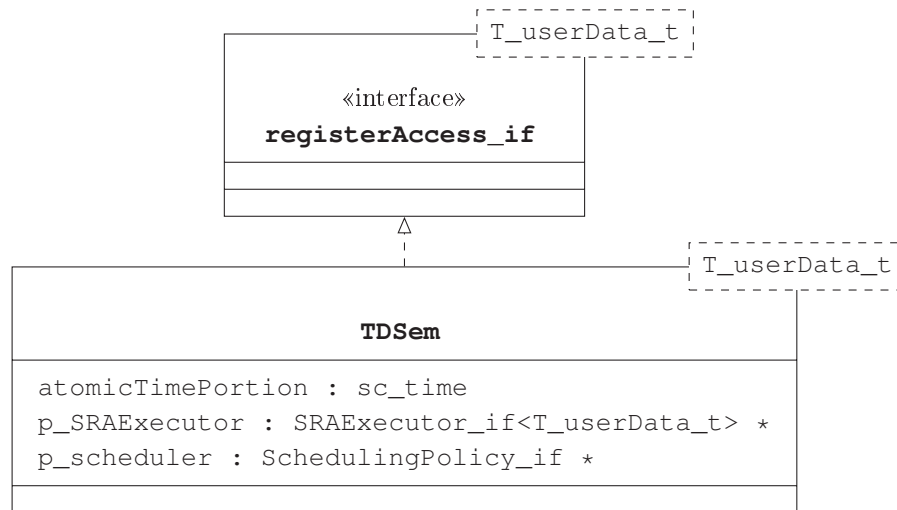 T_userData_t
«interface»
registerAccess_if
T_userData_t
TDSem
atomicTimePortion : sc_time
p_SRAExecutor : SRAExecutor_if<T_userData_t> *
p_scheduler : SchedulingPolicy_if *